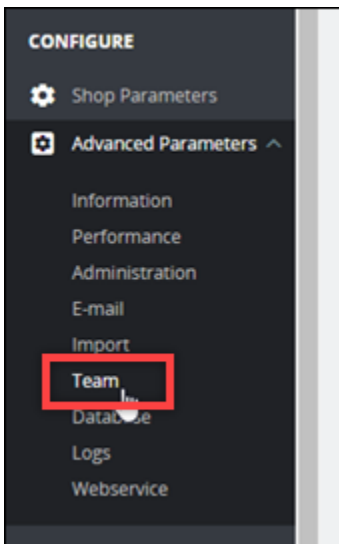 CONFIGURE
Shop Parameters
Advanced Parameters
Information
Performance
Administration
E-mail
Import
Team
Database
Logs
Webservice